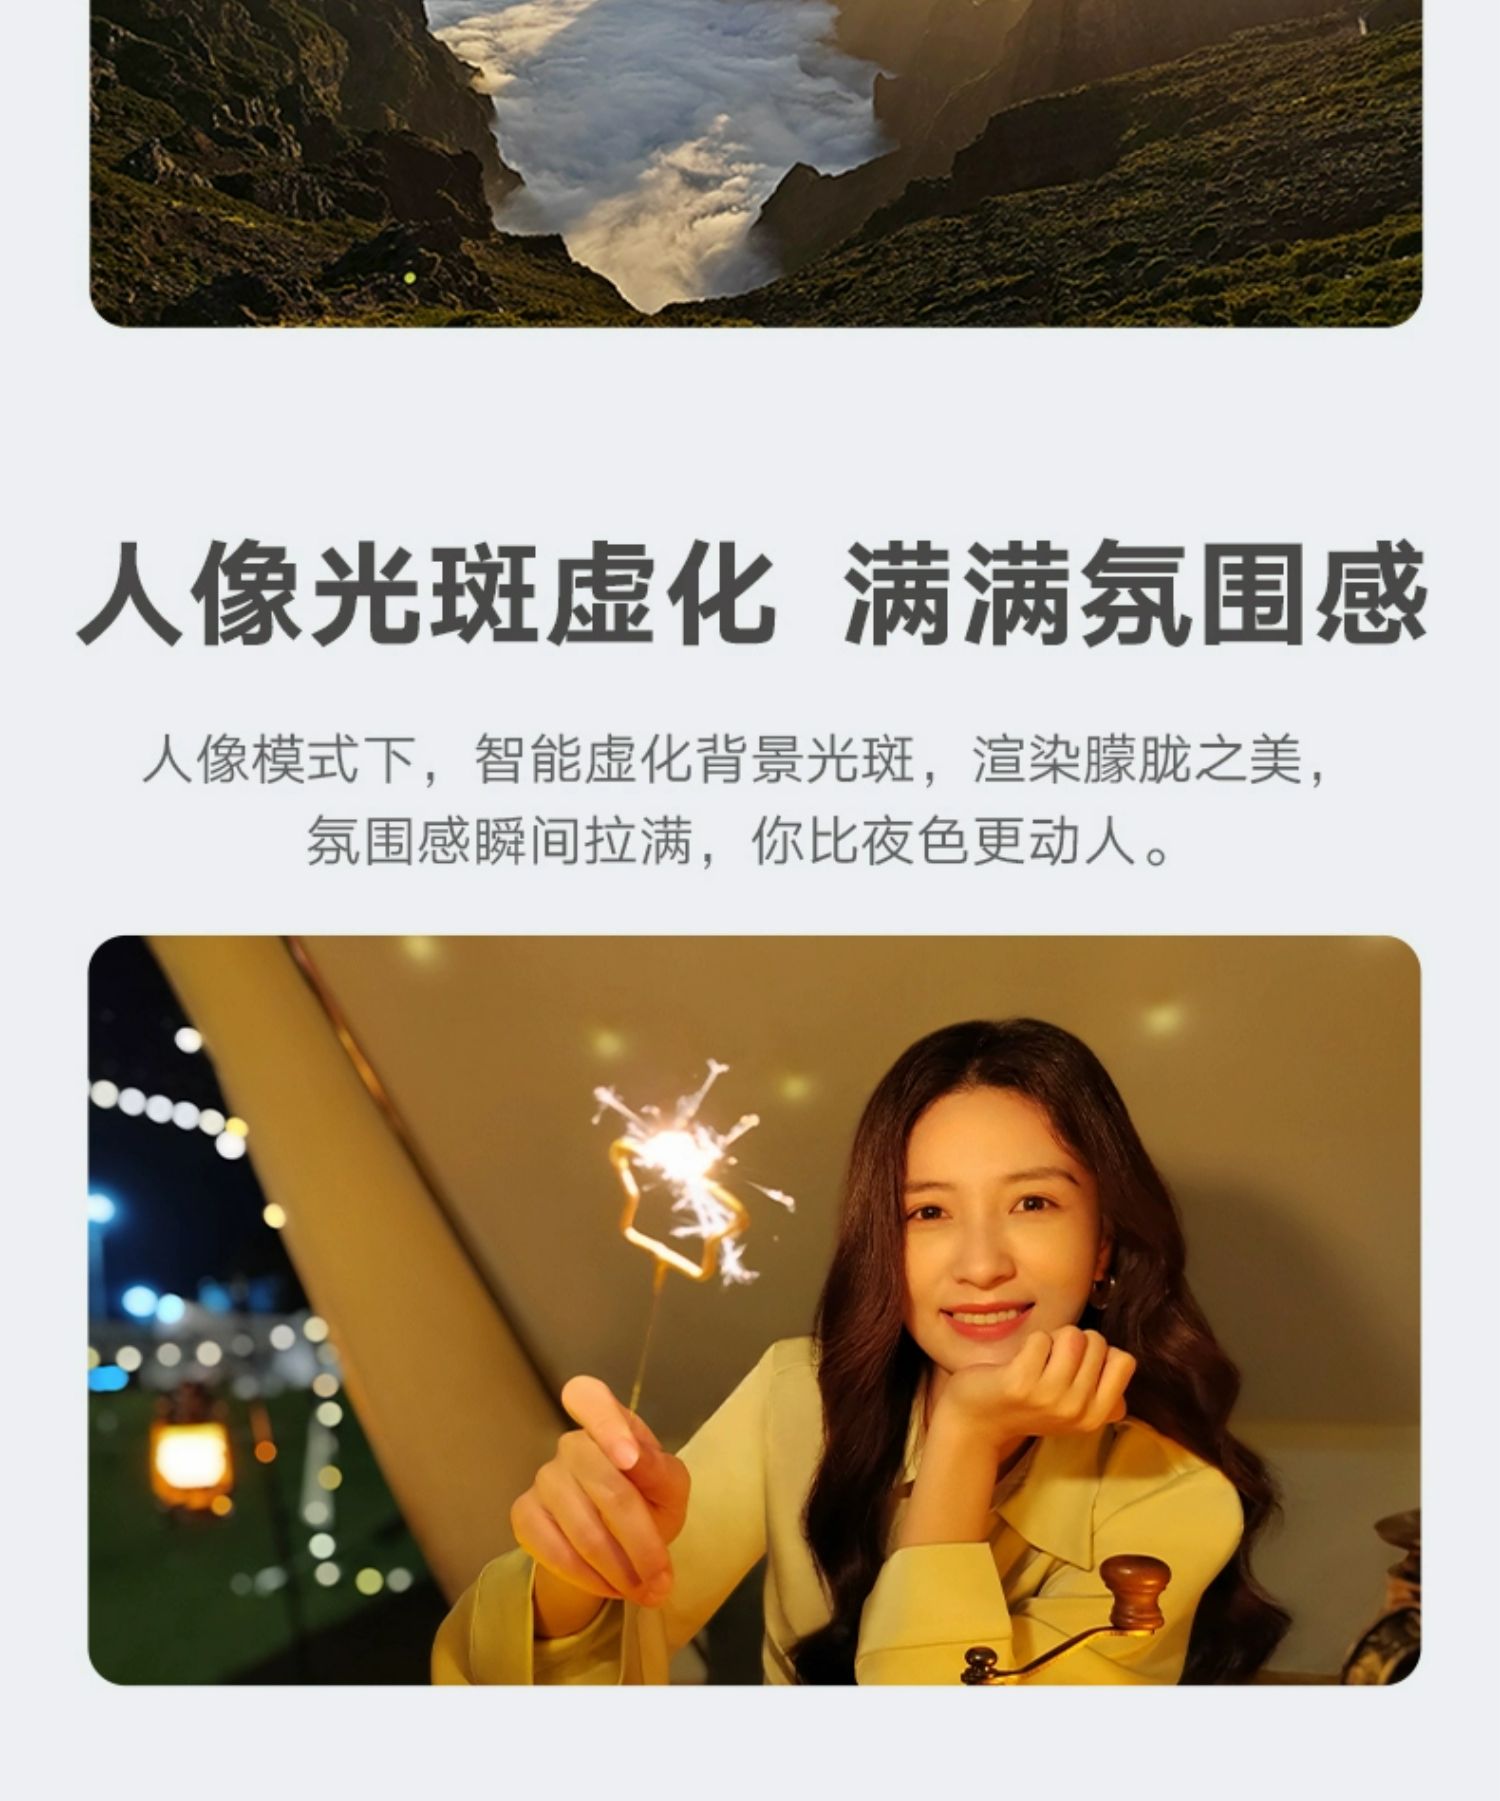 人像光斑虚化 满满氛围感
人像模式下，智能虚化背景光斑，渲染朦胧之美，
氛围感瞬间拉满，你比夜色更动人。